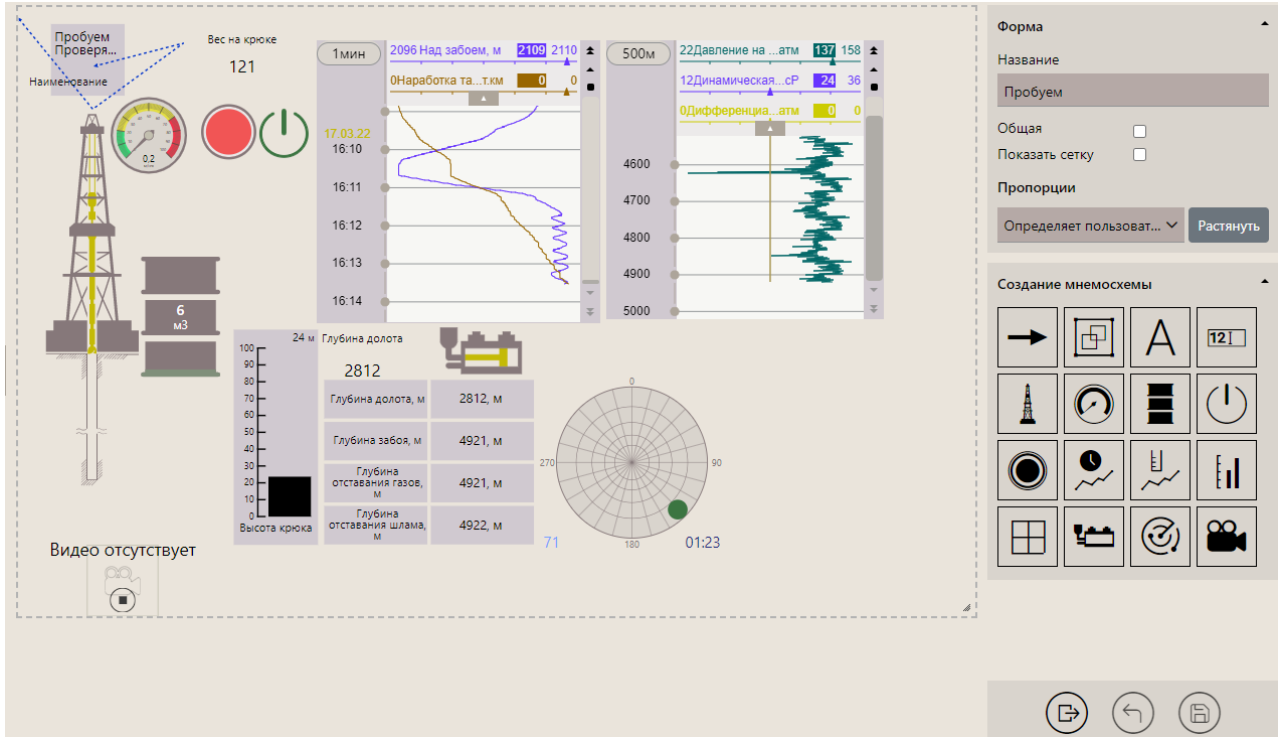 Пробуем
Проверя...
Наименование
Вес на крюке
121
0.2
1мин
2096 Над забоем, м 2109 2110
0Наработка та...т.км 0 0
17.03.22
16:10
16:11
16:12
16:13
16:14
500м
22Давление на ...атм 137 158
12Динамическая...сР 24 36
0Дифференциа...атм 0 0
4600
4700
4800
4900
5000
6
м3
24 м
100
90
80
70
60
50
40
30
20
10
0
Высота крюка
Глубина долота
2812
Глубина долота, м 2812, м
Глубина забоя, м 4921, м
Глубина
отставания газов,
м
4921, м
Глубина
отставания шлама,
м
4922, м
0
90
180
270
71
01:23
Видео отсутствует
Форма
Название
Пробуем
Общая
Показать сетку
Пропорции
Определяет пользоват...
Растянуть
Создание мнемосхемы
A
12